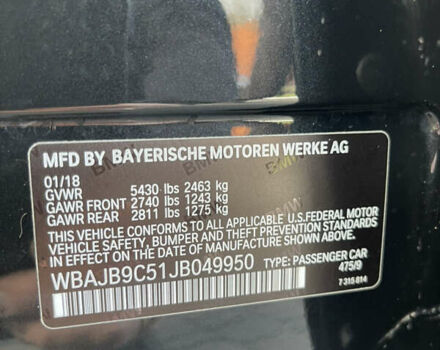 MFD BY BAYERISCHE MOTOREN WERKE AG
01/18
GVWR 5430 lbs 2463 kg
GAWR FRONT 2740 lbs 1243 kg
GAWR REAR 2811 lbs 1275 kg
THIS VEHICLE CONFORMS TO ALL APPLICABLE U.S.FEDERAL MOTOR
VEHICLE SAFETY, BUMPER, AND THEFT PREVENTION STANDARDS
IN EFFECT ON THE DATE OF MANUFACTURE SHOWN ABOVE.
WBAJB9C51JB049950 TYPE: PASSENGER CAR
475/9
7 315 814